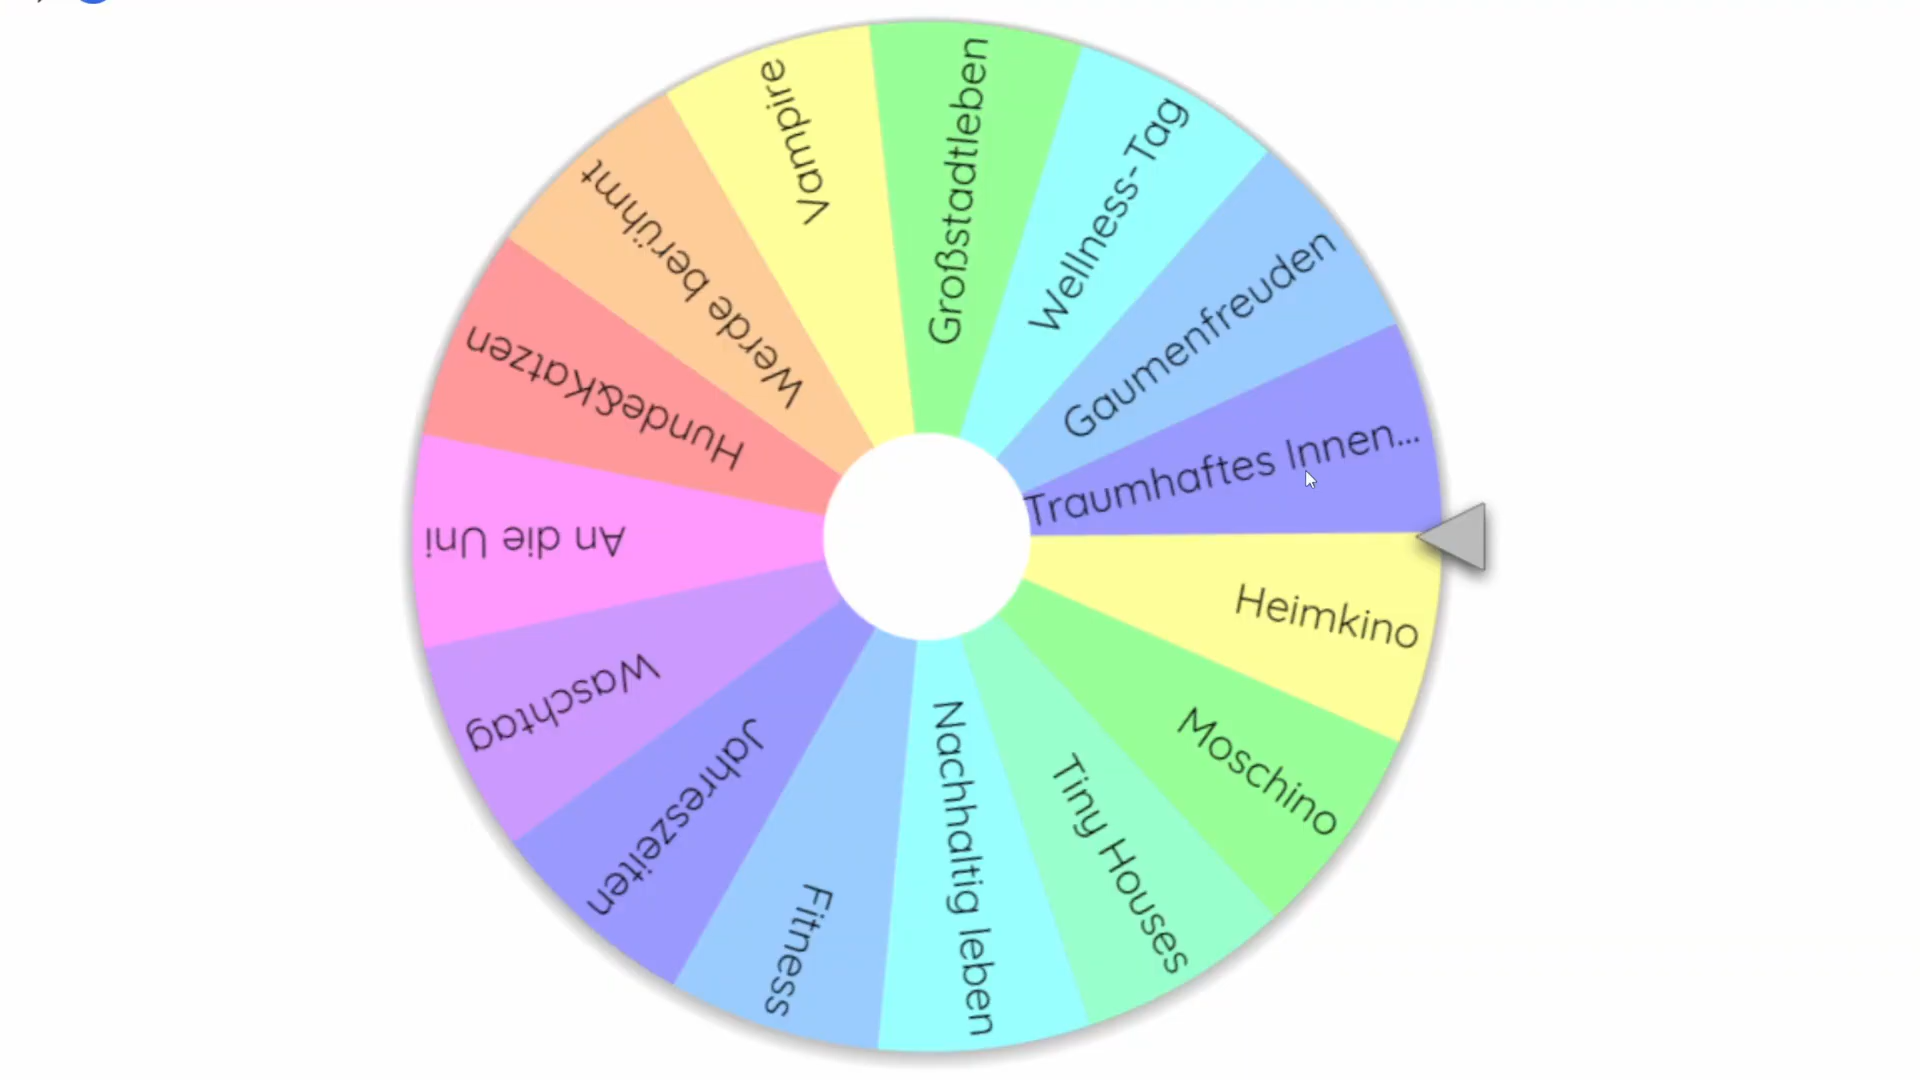 Großstadtleben
Wellness-Tag
Gaumenfreuden
Traumhaftes Innen...
Heimkino
Moschino
Tiny Houses
Nachhaltig leben
Fitness
Jahreszeiten
Waschtag
An die Uni
Hunde&Katzen
Werde berühmt
Vampire